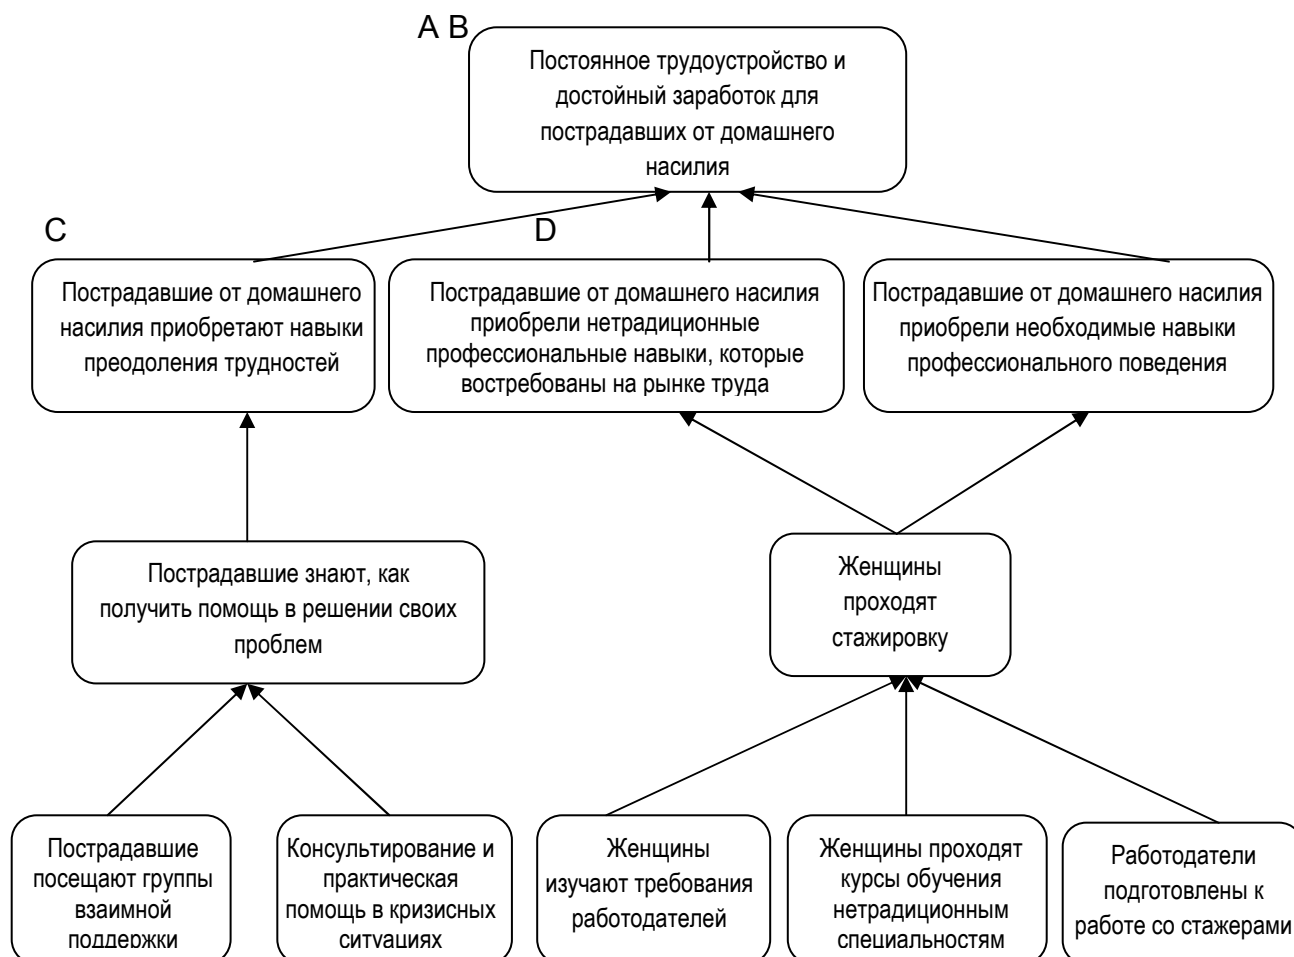 A B
Постоянное трудоустройство и
достойный заработок для
пострадавших от домашнего
насилия
C
D
Пострадавшие от домашнего
насилия приобретают навыки
преодоления трудностей
Пострадавшие от домашнего насилия
приобрели нетрадиционные
профессиональные навыки, которые
востребованы на рынке труда
Пострадавшие от домашнего насилия
приобрели необходимые навыки
профессионального поведения
Пострадавшие знают, как
получить помощь в решении своих
проблем
Женщины
проходят
стажировку
Пострадавшие
посещают группы
взаимной
поддержки
Консультирование и
практическая
помощь в кризисных
ситуациях
Женщины
изучают требования
работодателей
Женщины проходят
курсы обучения
нетрадиционным
специальностям
Работодатели
подготовлены к
работе со стажерами